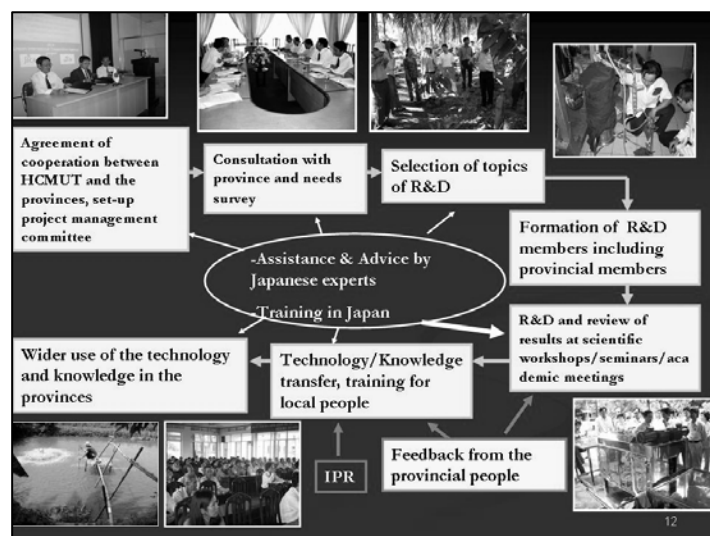 Agreement of
cooperation between
HCMUT and the
provinces, set-up
project management
committee
Consultation with
province and needs
survey
Selection of topics
of R&D
Formation of R&D
members including
provincial members
-Assistance & Advice by
Japanese experts
-Training in Japan
R&D and review of
results at scientific
workshops/seminars/aca
demic meetings
Wider use of the technology
and knowledge in the
provinces
Technology/Knowledge
transfer, training for
local people
IPR
Feedback from the
provincial people
12